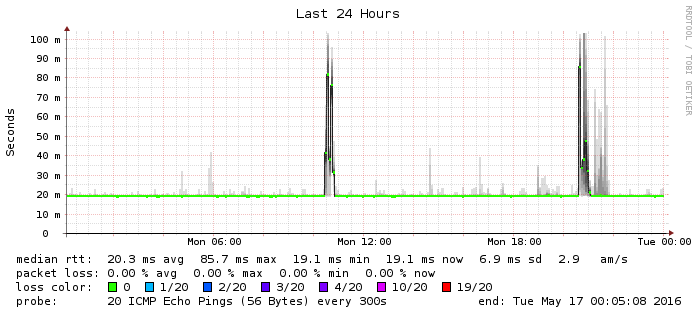 Last 24 Hours
RRDTOOL / TOBI OETIKER
Seconds
100 m
90 m
80 m
70 m
60 m
50 m
40 m
30 m
20 m
10 m
0
Mon 06:00 Mon 12:00 Mon 18:00 Tue 00:00
median rtt: 20.3 ms avg 85.7 ms max 19.1 ms min 19.1 ms now 6.9 ms sd 2.9 am/s
packet loss: 0.00 % avg 0.00 % max 0.00 % min 0.00 % now
loss color: 0 1/20 2/20 3/20 4/20 10/20 19/20
probe: 20 ICMP Echo Pings (56 Bytes) every 300s end: Tue May 17 00:05:08 2016